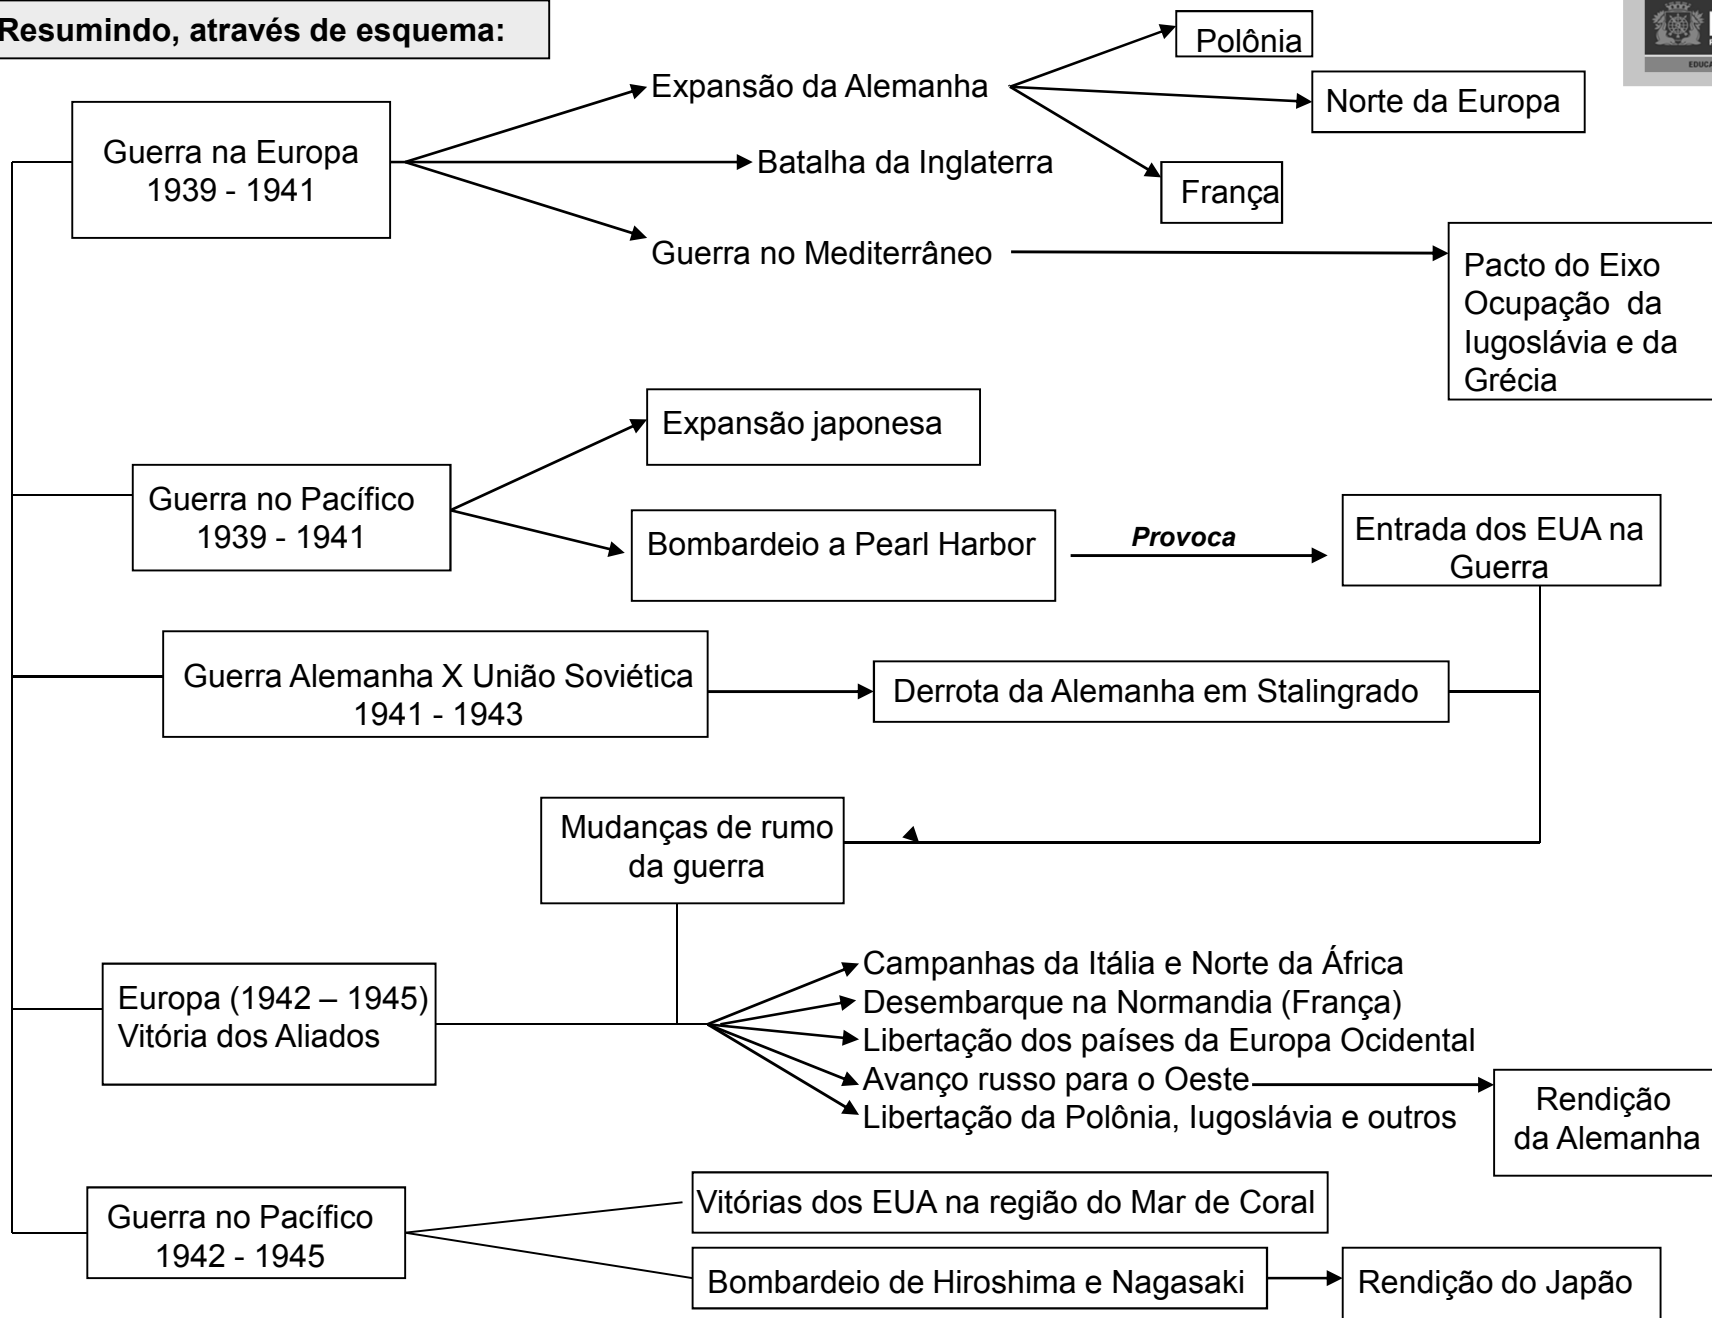 Resumindo, através de esquema:
EDUCA
Polônia
Expansão da Alemanha
Norte da Europa
Guerra na Europa
1939 - 1941
Batalha da Inglaterra
França
Guerra no Mediterrâneo
Pacto do Eixo
Ocupação da
Iugoslávia e da
Grécia
Expansão japonesa
Guerra no Pacífico
1939 - 1941
Bombardeio a Pearl Harbor
Provoca
Entrada dos EUA na
Guerra
Guerra Alemanha X União Soviética
1941 - 1943
Derrota da Alemanha em Stalingrado
Mudanças de rumo
da guerra
Europa (1942 – 1945)
Vitória dos Aliados
Campanhas da Itália e Norte da África
Desembarque na Normandia (França)
Libertação dos países da Europa Ocidental
Avanço russo para o Oeste
Libertação da Polônia, Iugoslávia e outros
Rendição
da Alemanha
Guerra no Pacífico
1942 - 1945
Vitórias dos EUA na região do Mar de Coral
Bombardeio de Hiroshima e Nagasaki
Rendição do Japão